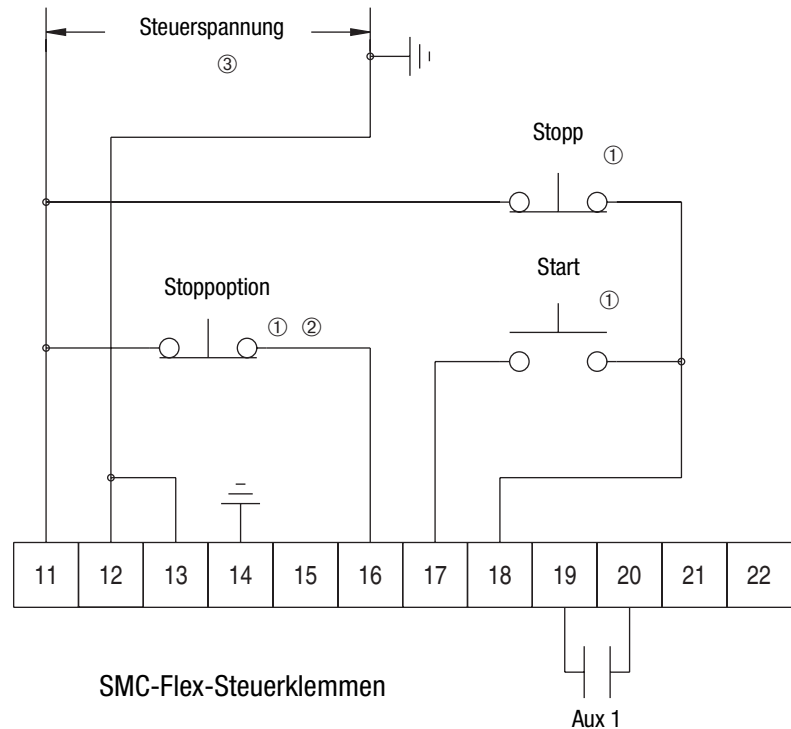 Steuerspannung
③
Stopp
①
Start
①
Stoppoption
① ②
11 12 13 14 15 16 17 18 19 20 21 22
SMC-Flex-Steuerklemmen
Aux 1